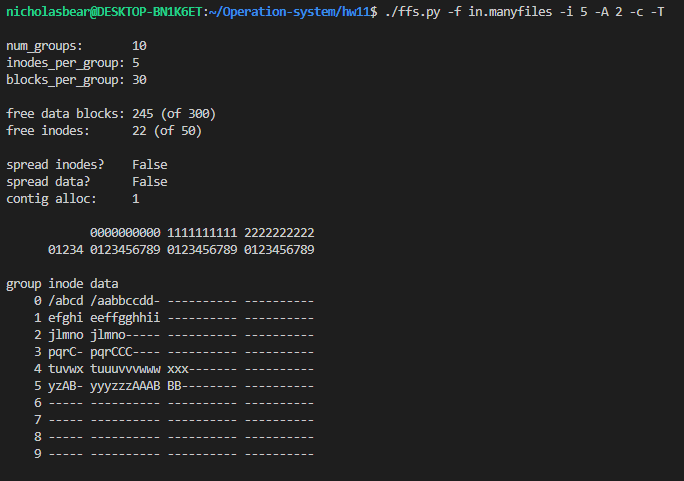 nicholasbear@DESKTOP-BN1K6ET:~/Operation-system/hw11$ ./ffs.py -f in.manyfiles -i 5 -A 2 -c -T
num_groups:       10
inodes_per_group: 5
blocks_per_group: 30
free data blocks: 245 (of 300)
free inodes:      22 (of 50)
spread inodes?    False
spread data?      False
contig alloc:     1
            0000000000 1111111111 2222222222
      01234 0123456789 0123456789 0123456789
group inode data
    0 /abcd /aabbccdd- ---------- ----------
    1 efghi eeffgghhii ---------- ----------
    2 jlmno jlmno----- ---------- ----------
    3 pqrC- pqrCCC---- ---------- ----------
    4 tuvwx tuuuvvvwww xxx------- ----------
    5 yzAB- yyyzzzAAAB BB-------- ----------
    6 ----- ---------- ---------- ----------
    7 ----- ---------- ---------- ----------
    8 ----- ---------- ---------- ----------
    9 ----- ---------- ---------- ----------